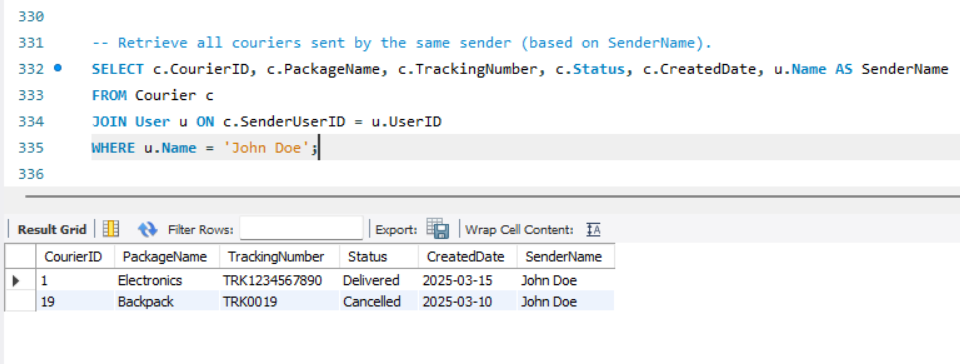 330
331 -- Retrieve all couriers sent by the same sender (based on SenderName).
332 SELECT c.CourierID, c.PackageName, c.TrackingNumber, c.Status, c.CreatedDate, u.Name AS SenderName
333 FROM Courier c
334 JOIN User u ON c.SenderUserID = u.UserID
335 WHERE u.Name = 'John Doe';
336
Result Grid Filter Rows: Export: Wrap Cell Content: IA
CourierID PackageName TrackingNumber Status CreatedDate SenderName
1 Electronics TRK1234567890 Delivered 2025-03-15 John Doe
19 Backpack TRK0019 Cancelled 2025-03-10 John Doe